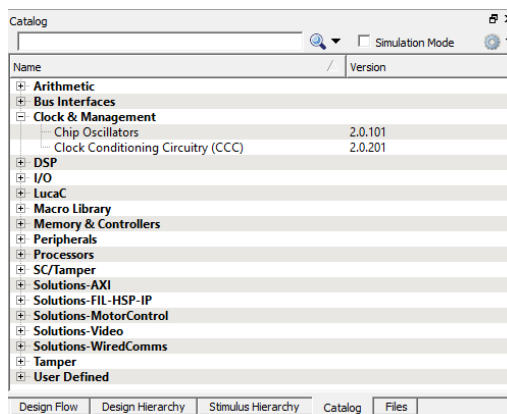 Catalog
Simulation Mode
Name Version
Arithmetic
Bus Interfaces
Clock & Management
Chip Oscillators 2.0.101
Clock Conditioning Circuitry (CCC) 2.0.201
DSP
I/O
LucaC
Macro Library
Memory & Controllers
Peripherals
Processors
SC/Tamper
Solutions-AXI
Solutions-FIL-HSP-IP
Solutions-MotorControl
Solutions-Video
Solutions-WiredComms
Tamper
User Defined
Design Flow Design Hierarchy Stimulus Hierarchy Catalog Files